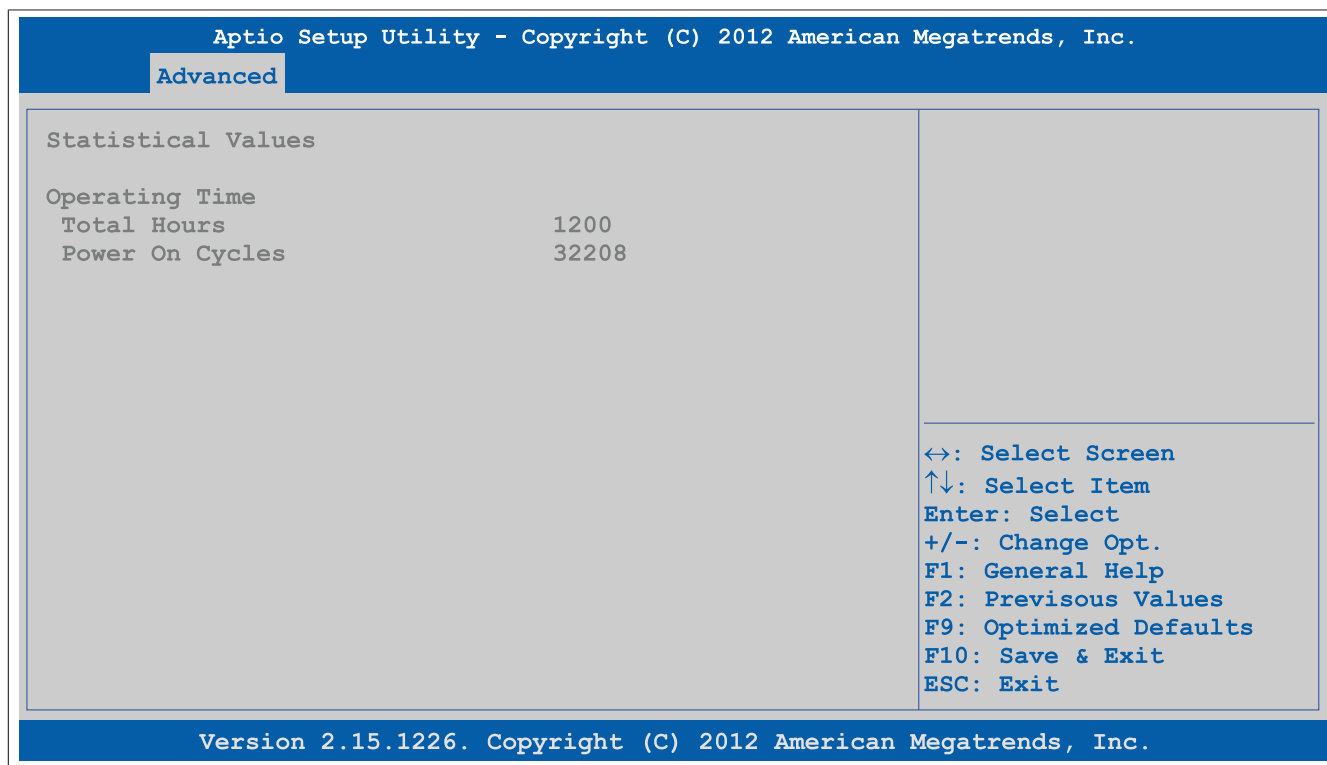 Aptio Setup Utility - Copyright (C) 2012 American Megatrends, Inc.
Advanced
Statistical Values
Operating Time
Total Hours 1200
Power On Cycles 32208
↔: Select Screen
↑↓: Select Item
Enter: Select
+/-: Change Opt.
F1: General Help
F2: Previsous Values
F9: Optimized Defaults
F10: Save & Exit
ESC: Exit
Version 2.15.1226. Copyright (C) 2012 American Megatrends, Inc.